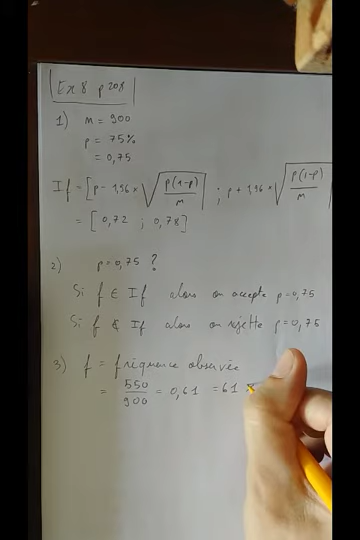 Ex 8 p 208
1) m = 900
p = 75%
= 0,75
If = [p - 1,96 × √(p(1-p)/m) ; p + 1,96 × √(p(1-p)/m)
= [0,72 ; 0,78]
2) p = 0,75 ?
Si f ∈ If alors on accepte p = 0,75
Si f ∉ If alors on rejette p = 0,75
3) f = fréquence observée
= 550/900 = 0,61 = 61